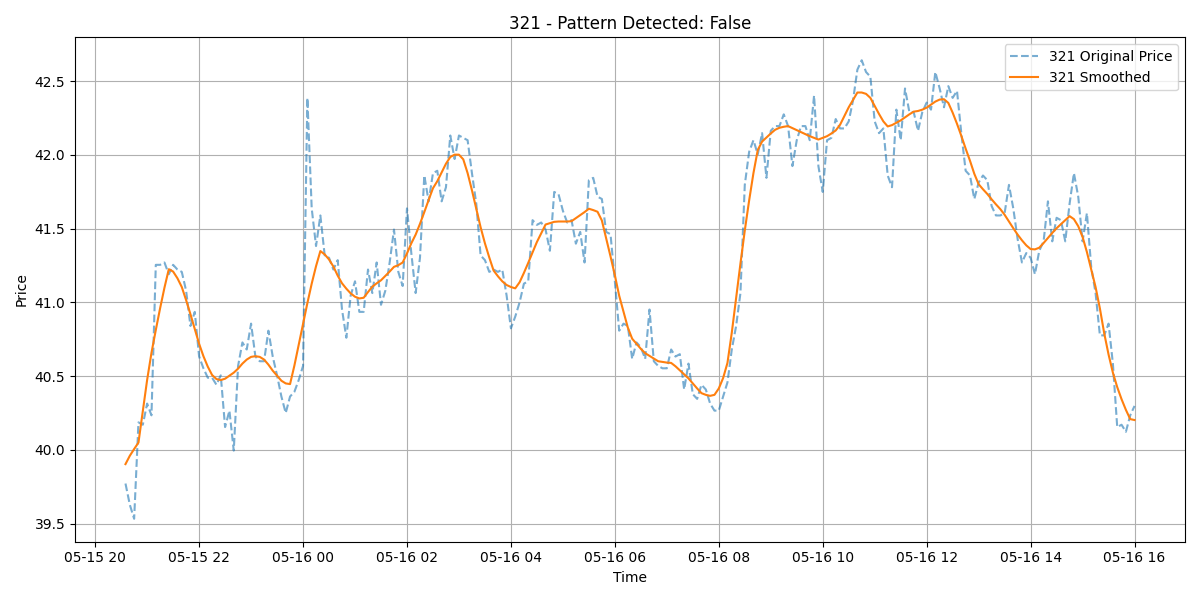 321 - Pattern Detected: False
321 Original Price
321 Smoothed
Price
42.5
42.0
41.5
41.0
40.5
40.0
39.5
05-15 20 05-15 22 05-16 00 05-16 02 05-16 04 05-16 06 05-16 08 05-16 10 05-16 12 05-16 14 05-16 16
Time